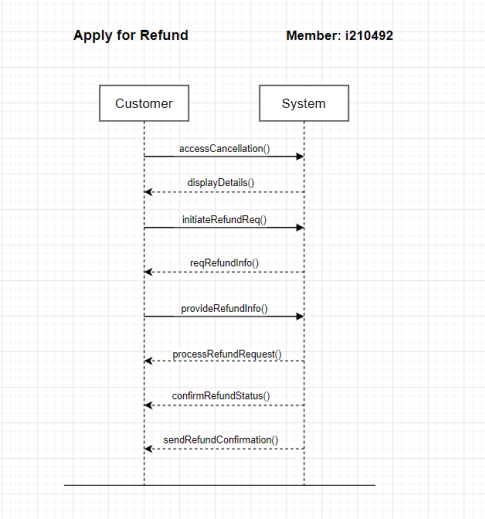 Apply for Refund
Member: i210492
Customer
System
accessCancellation()
displayDetails()
initiateRefundReq()
reqRefundInfo()
provideRefundInfo()
processRefundRequest()
confirmRefundStatus()
sendRefundConfirmation()